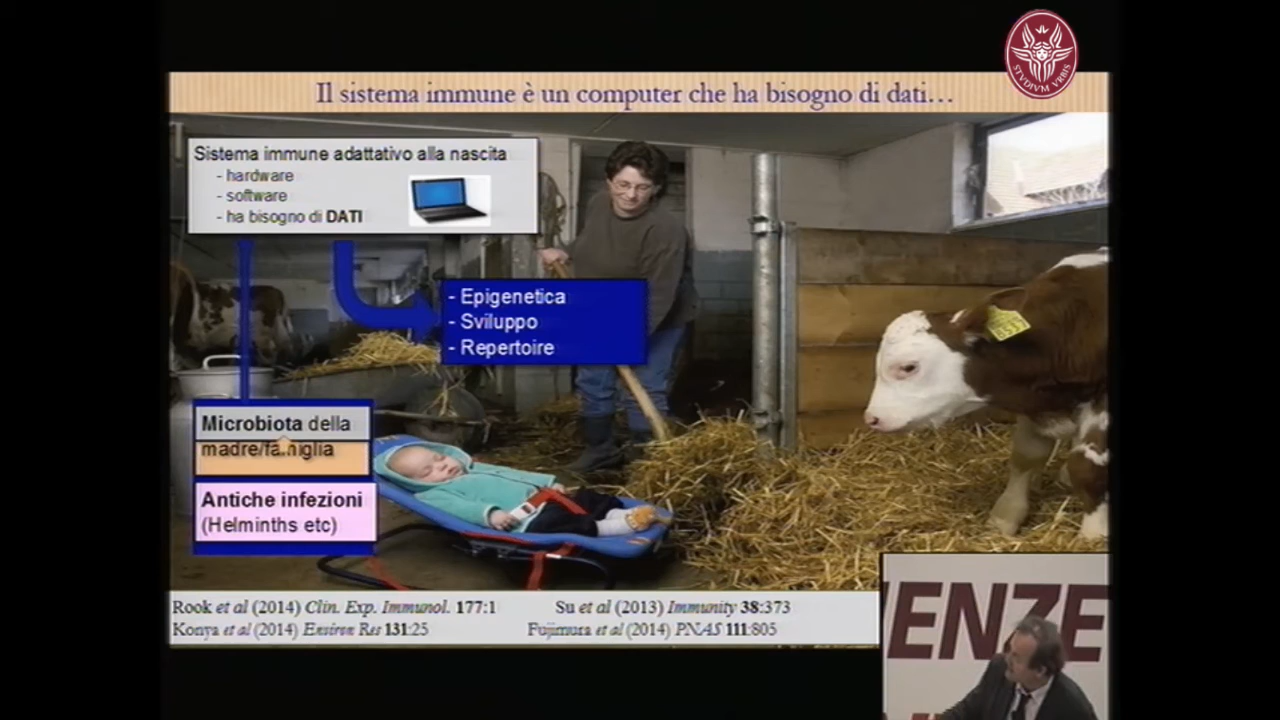 Il sistema immune è un computer che ha bisogno di dati...
STVDIVM VRBIS
Sistema immune adattativo alla nascita
- hardware
- software
- ha bisogno di DATI
- Epigenetica
- Sviluppo
- Repertoire
Microbiota della
madre/famiglia
Antiche infezioni
(Helminths etc)
Rook et al (2014) Clin. Exp. Immunol. 177:1
Su et al (2013) Immunity 38:373
Konya et al (2014) Environ Res 131:25
Fujimura et al (2014) PNAS 111:805
IENZE